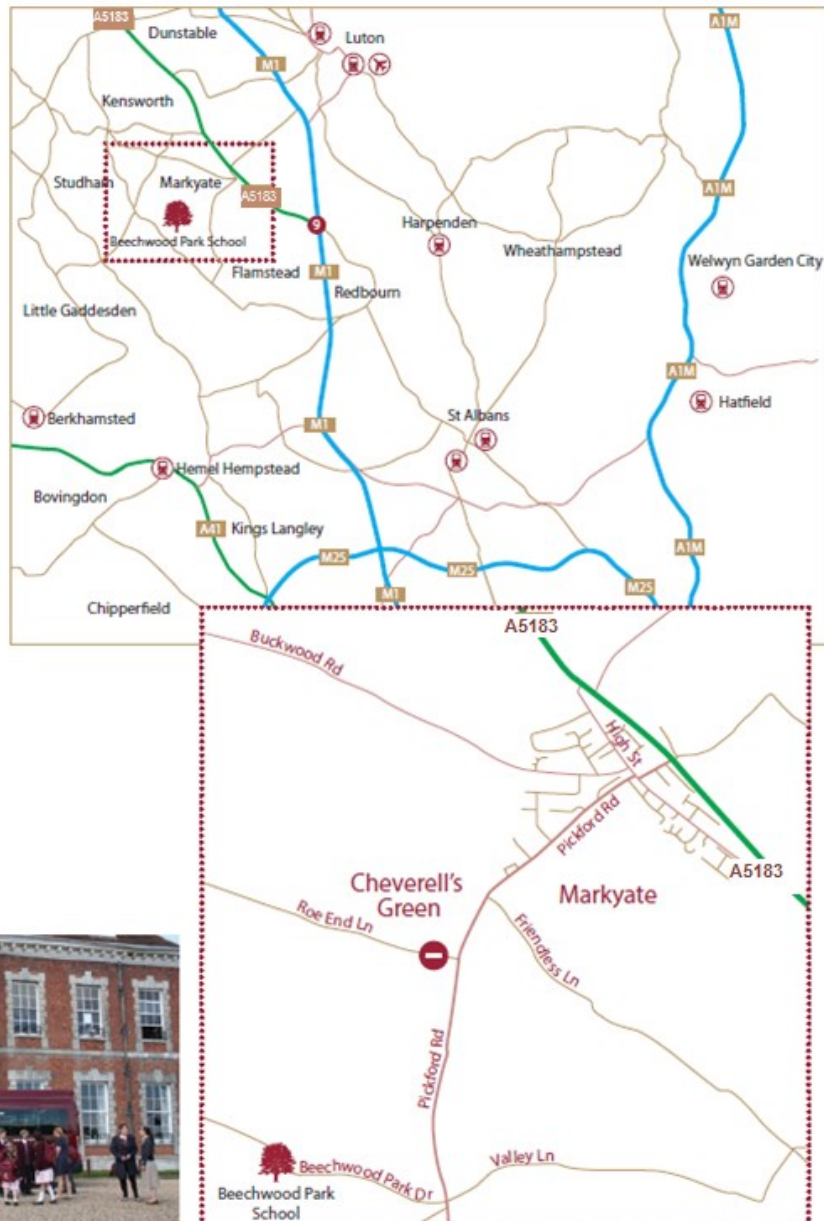 A5183
Dunstable
Luton
A1M
M1
Kensworth
Studham
Markyate
A5183
A1M
Beechwood Park School
9
Harpenden
Wheathampstead
Welwyn Garden City
Flamstead
M1
Redbourn
Little Gaddesden
A1M
Berkhamsted
M1
St Albans
Hatfield
Hemel Hempstead
Bovingdon
A41
Kings Langley
M25
M25
A1M
M25
M1
Chipperfield
A5183
Buckwood Rd
High St
Pickford Rd
A5183
Cheverell's
Green
Markyate
Roe End Ln
Friendless Ln
Pickford Rd
Valley Ln
Beechwood Park Dr
Beechwood Park
School